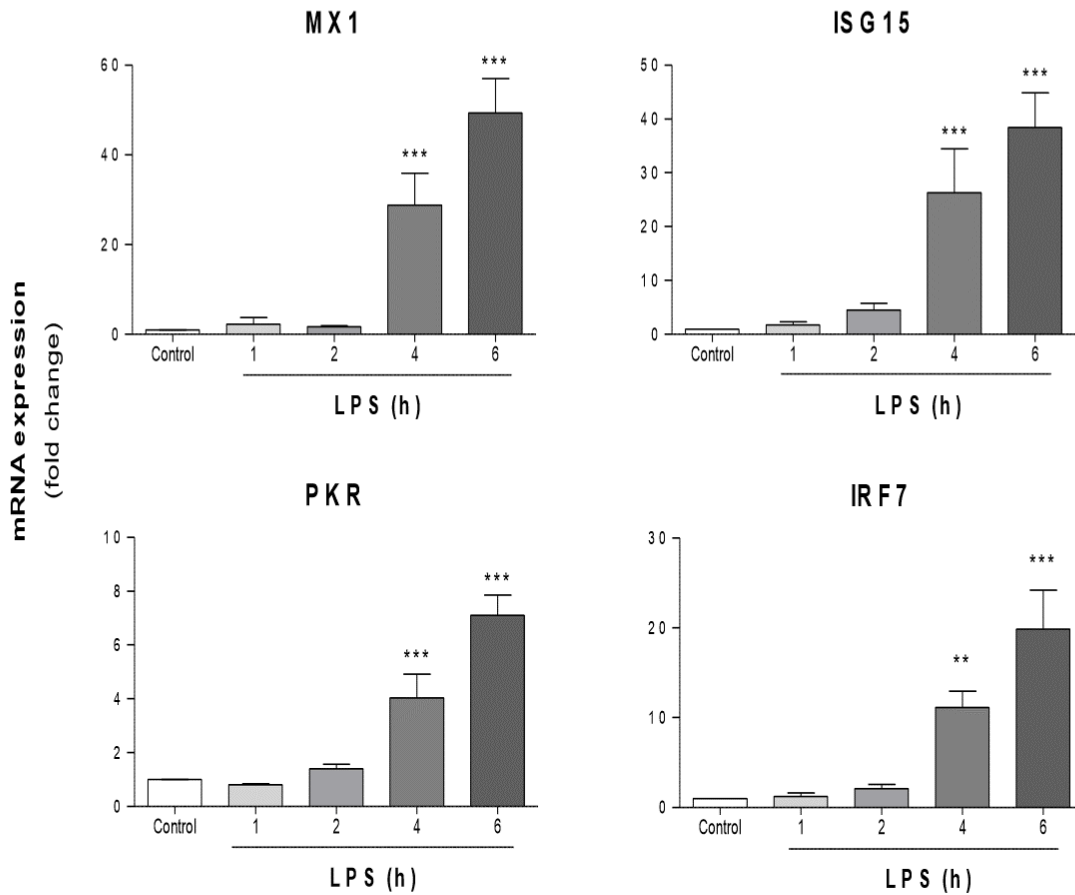 mRNA expression
(fold change)
MX1
60
40
20
0
***
***
Control 1 2 4 6
LPS (h)
ISG15
50
40
30
20
10
0
***
***
Control 1 2 4 6
LPS (h)
PKR
10
8
6
4
2
0
***
***
Control 1 2 4 6
LPS (h)
IRF7
30
20
10
0
***
**
Control 1 2 4 6
LPS (h)